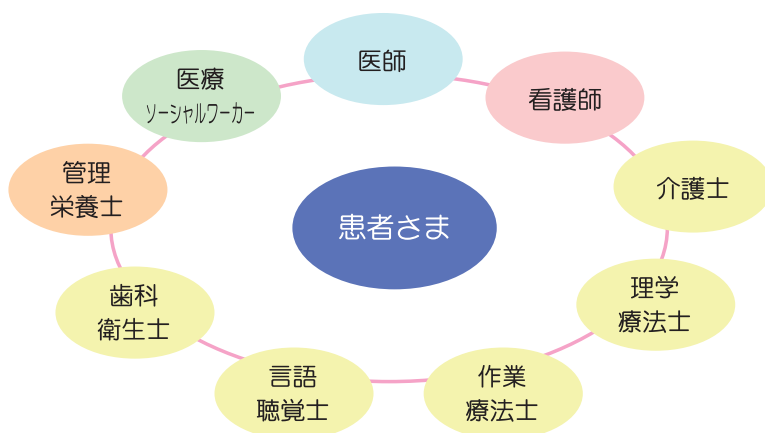 医師
医療
ソーシャルワーカー
看護師
管理
栄養士
介護士
患者さま
歯科
衛生士
理学
療法士
言語
聴覚士
作業
療法士